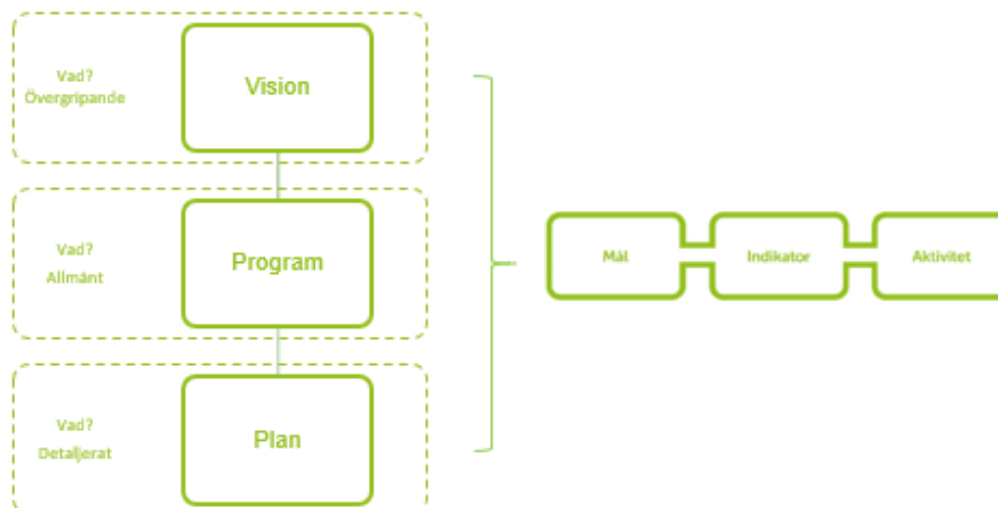 Vad?
Övergripande
Vision
Vad?
Allmänt
Program
Vad?
Detaljerat
Plan
Mål
Indikator
Aktivitet